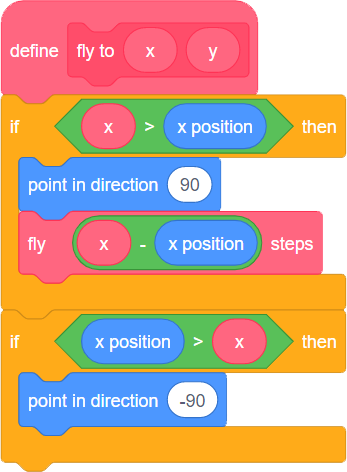 define fly to x y
if x > x position then
point in direction 90
fly x - x position steps
if x position > x then
point in direction -90